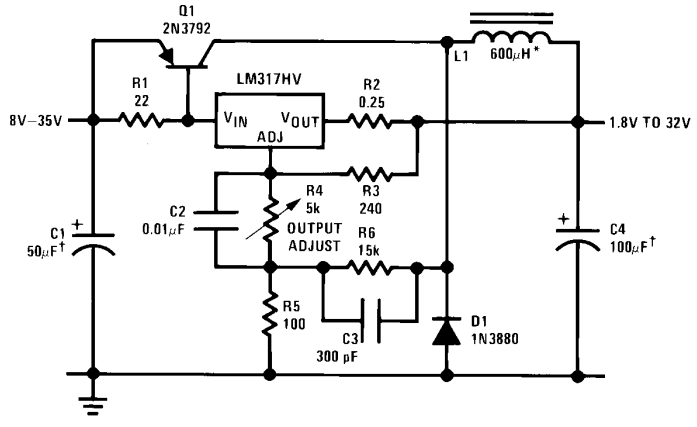 Q1
2N3792
L1
600µH*
R1
22
LM317HV
R2
0.25
8V–35V
VIN
VOUT
ADJ
1.8V TO 32V
C2
0.01µF
R4
5k
OUTPUT
ADJUST
R3
240
C1
+
50µF†
R6
15k
+
C4
100µF†
R5
100
C3
300 pF
D1
1N3880